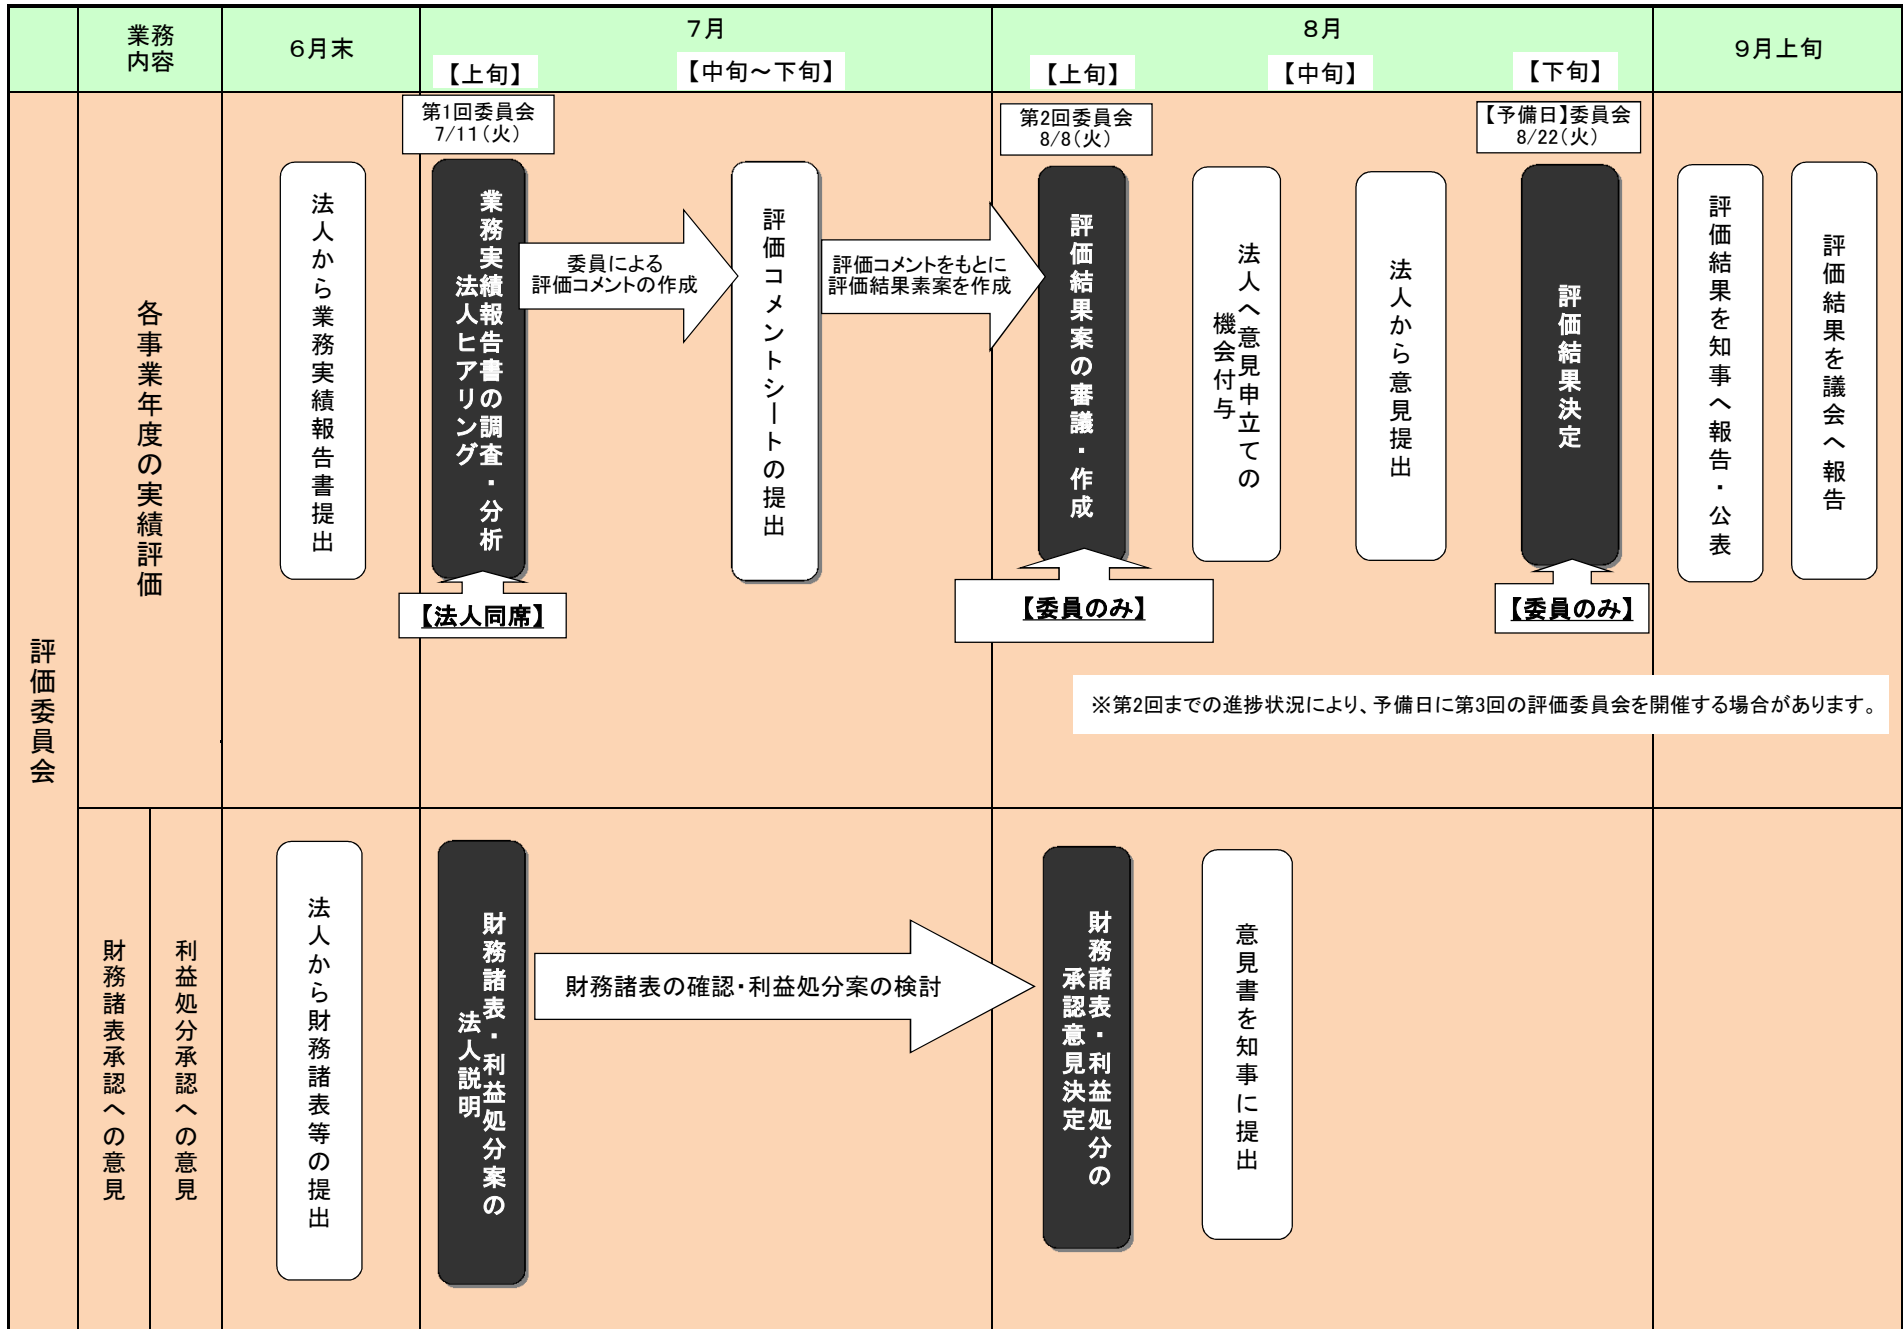 業務
内容
6月末
7月
【上旬】
【中旬～下旬】
8月
【上旬】
【中旬】
【下旬】
9月上旬
評価委員会
各事業年度の実績評価
第1回委員会
7/11(火)
第2回委員会
8/8(火)
【予備日】委員会
8/22(火)
法人から業務実績報告書提出
業務実績報告書の調査・分析
法人ヒアリング
委員による
評価コメントの作成
評価コメントシートの提出
評価コメントをもとに
評価結果素案を作成
評価結果案の審議・作成
法人へ意見申立ての
機会付与
法人から意見提出
評価結果決定
評価結果を知事へ報告・公表
評価結果を議会へ報告
【法人同席】
【委員のみ】
【委員のみ】
※第2回までの進捗状況により、予備日に第3回の評価委員会を開催する場合があります。
財務諸表承認への意見
利益処分承認への意見
法人から財務諸表等の提出
財務諸表・利益処分案の
法人説明
財務諸表の確認・利益処分案の検討
財務諸表・利益処分の
承認意見決定
意見書を知事に提出